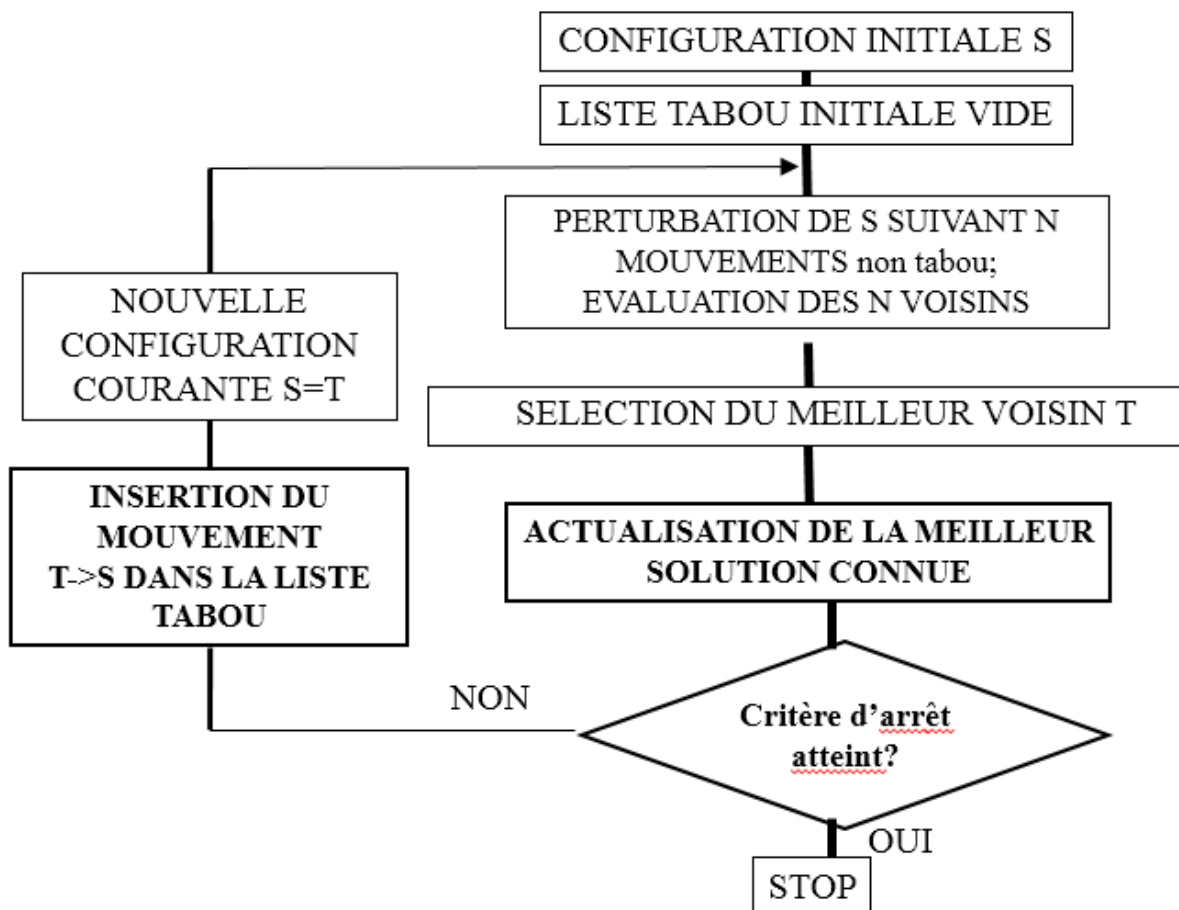 CONFIGURATION INITIALE S
LISTE TABOU INITIALE VIDE
PERTURBATION DE S SUIVANT N
MOUVEMENTS non tabou;
EVALUATION DES N VOISINS
SELECTION DU MEILLEUR VOISIN T
ACTUALISATION DE LA MEILLEUR
SOLUTION CONNUE
Critère d’arrêt
atteint?
OUI
STOP
NON
INSERTION DU
MOUVEMENT
T->S DANS LA LISTE
TABOU
NOUVELLE
CONFIGURATION
COURANTE S=T